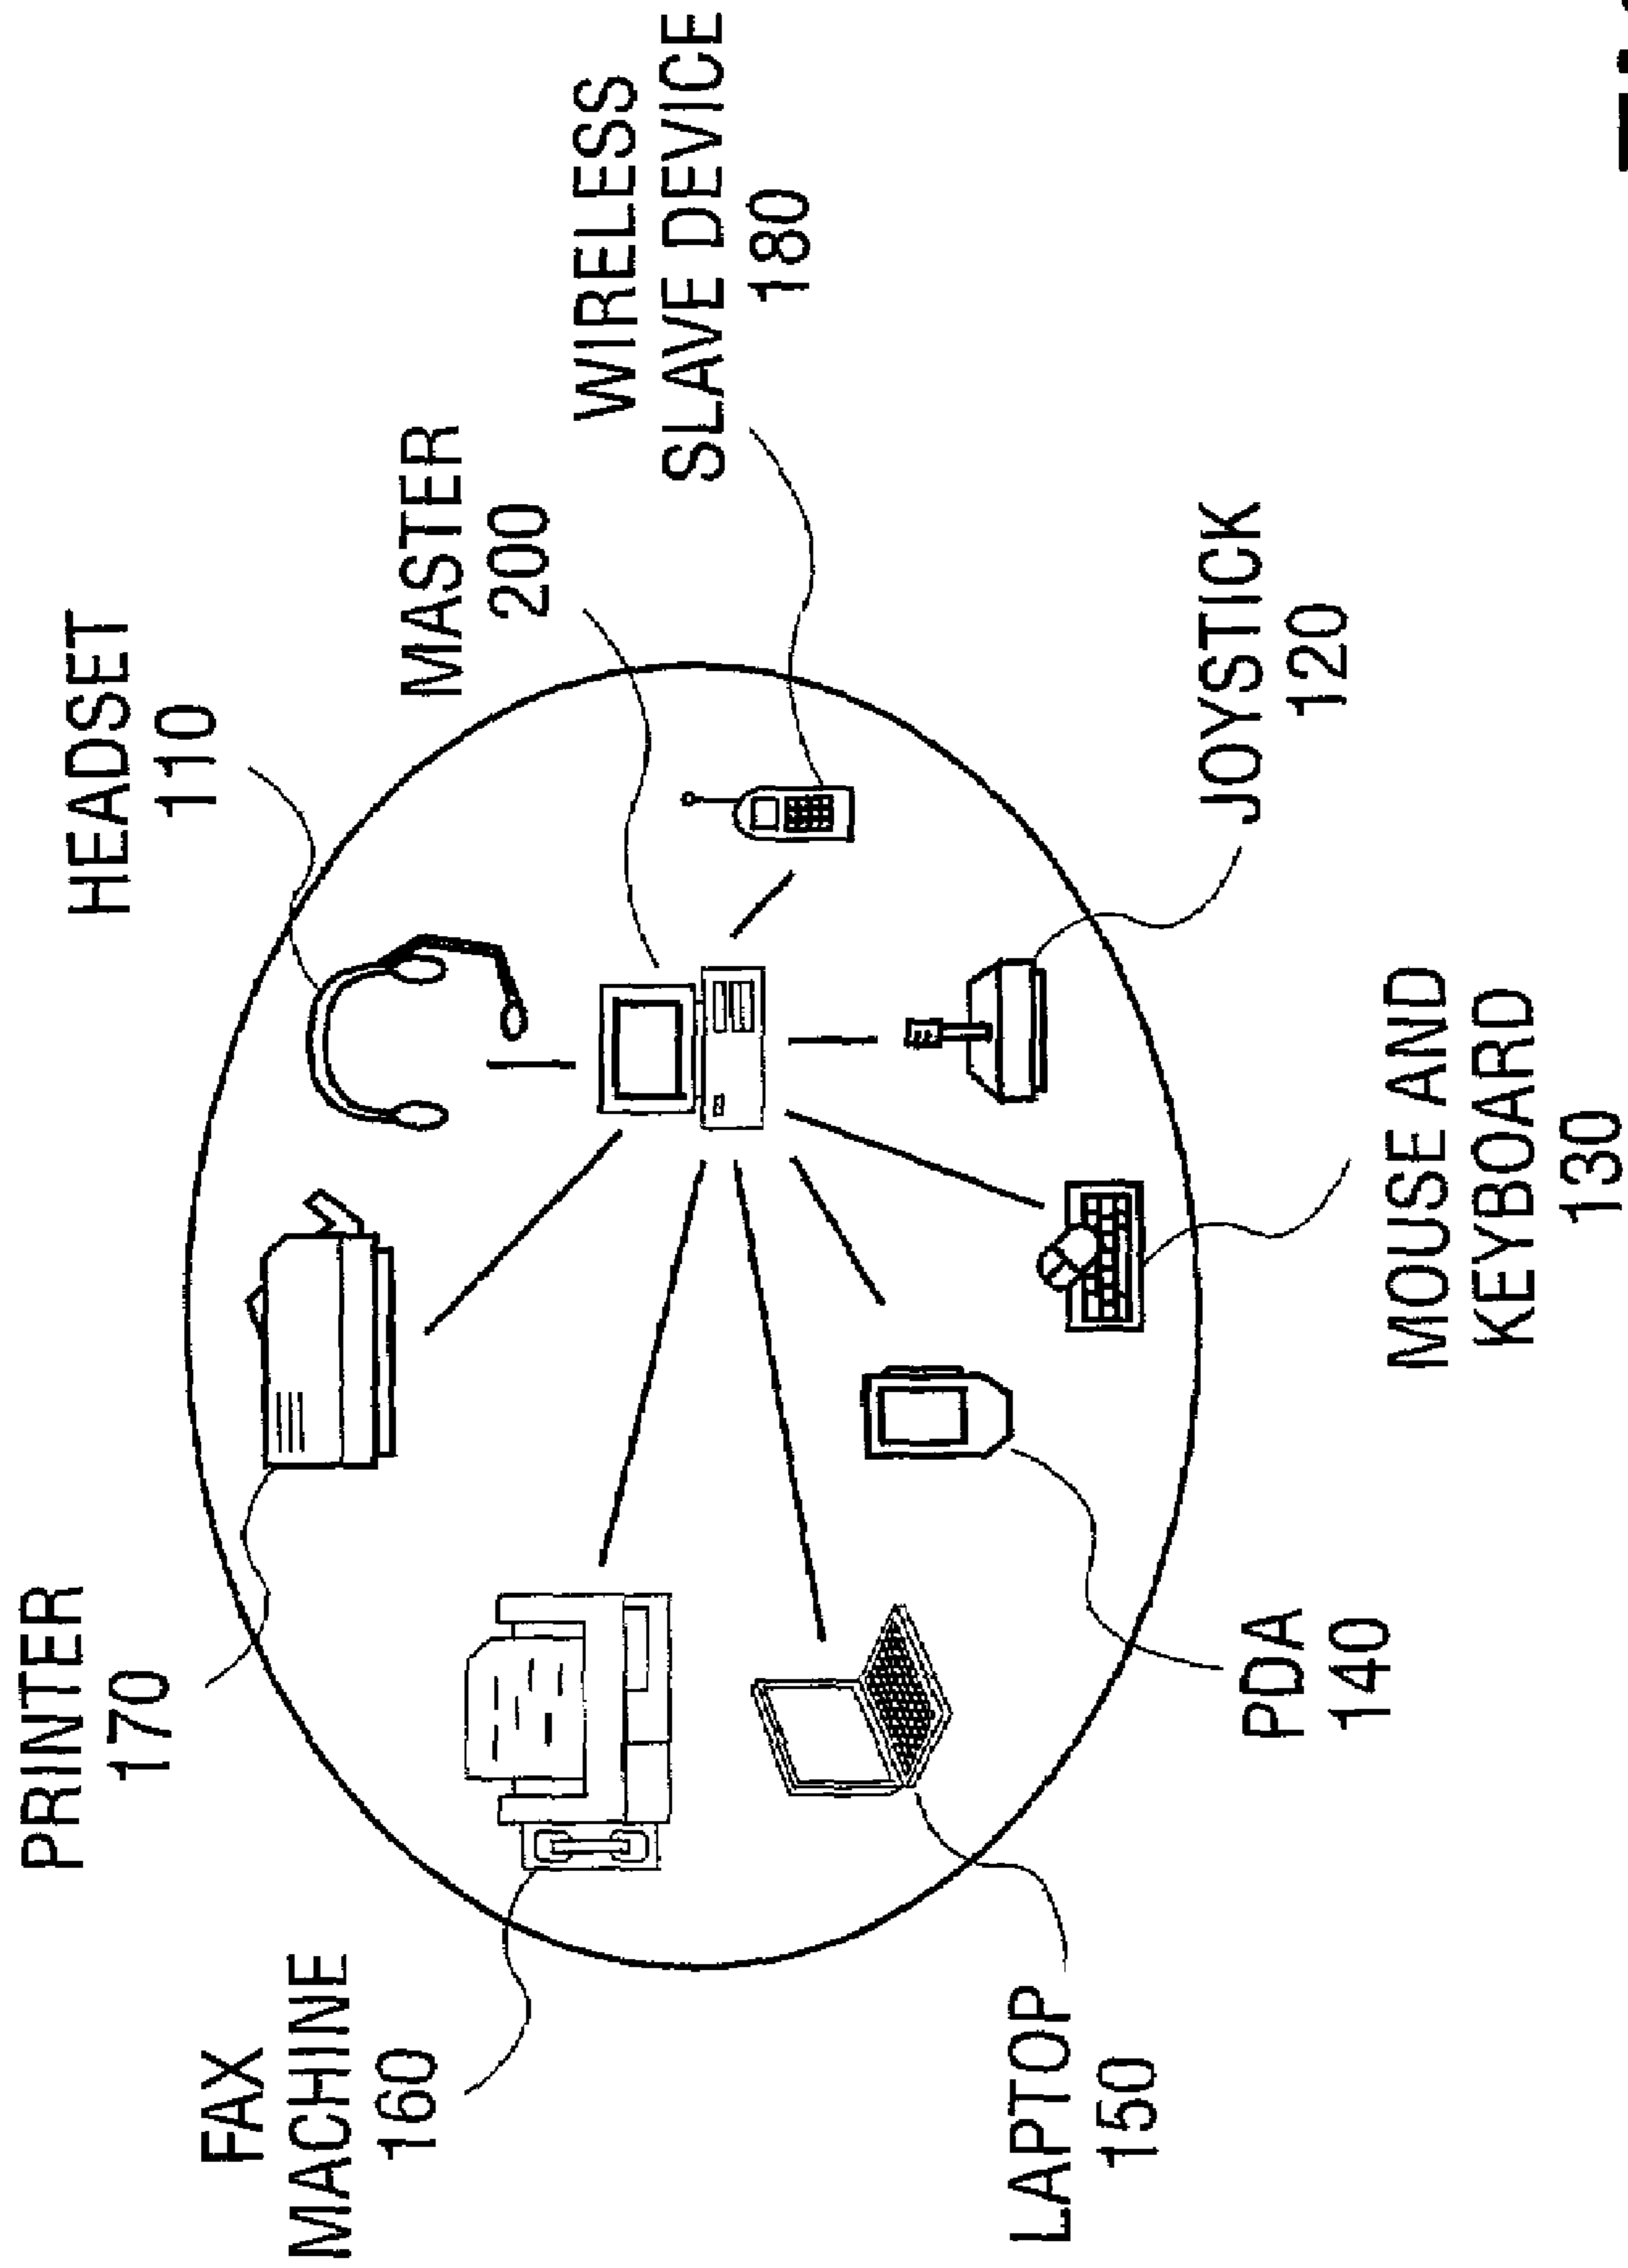 HEADSET
110
MASTER
200
WIRELESS
SLAVE DEVICE
180
JOYSTICK
120
MOUSE AND
KEYBOARD
130
PDA
140
LAPTOP
150
FAX
MACHINE
160
PRINTER
170